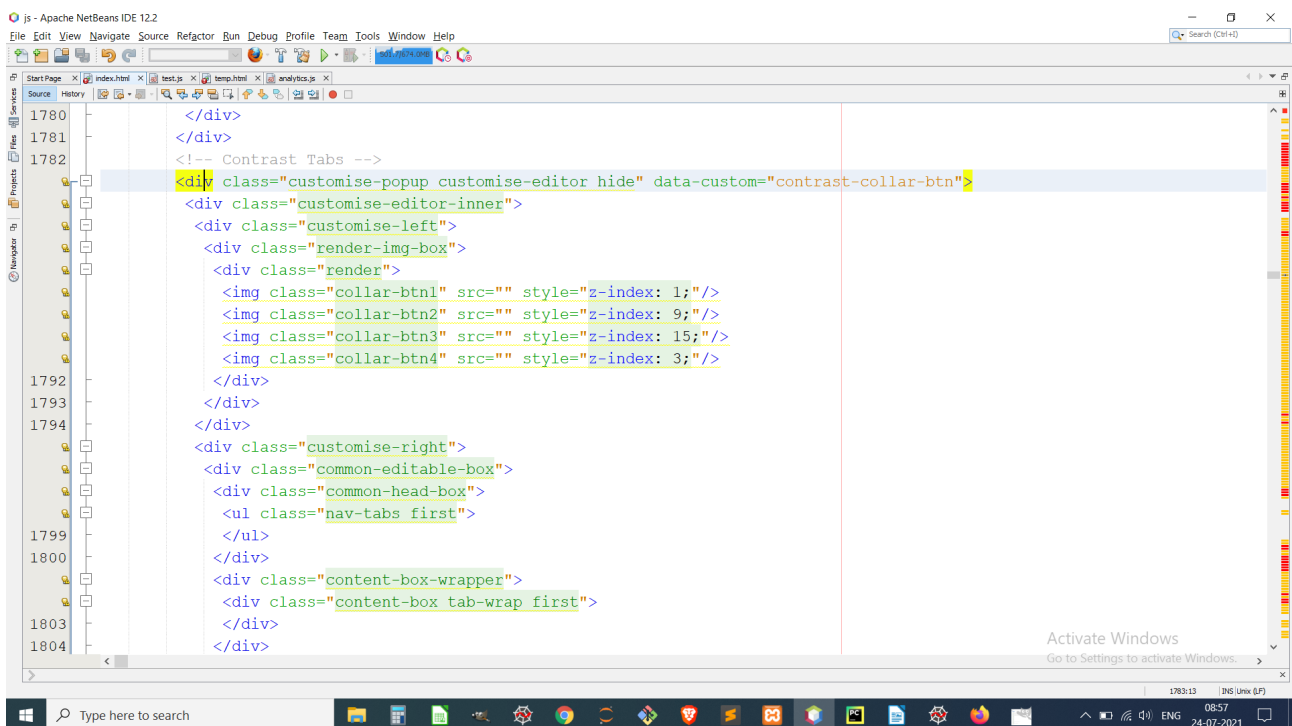 js - Apache NetBeans IDE 12.2
File Edit View Navigate Source Refactor Run Debug Profile Team Tools Window Help
Search (Ctrl+I)
Start Page index.html test.js temp.html analytics.js
Source History
Services
Files
Projects
Navigator
1780 </div>
1781 </div>
1782 <!-- Contrast Tabs -->
<div class="customise-popup customise-editor hide" data-custom="contrast-collar-btn">
<div class="customise-editor-inner">
<div class="customise-left">
<div class="render-img-box">
<div class="render">
<img class="collar-btn1" src="" style="z-index: 1;"/>
<img class="collar-btn2" src="" style="z-index: 9;"/>
<img class="collar-btn3" src="" style="z-index: 15;"/>
<img class="collar-btn4" src="" style="z-index: 3;"/>
1792 </div>
1793 </div>
1794 </div>
<div class="customise-right">
<div class="common-editable-box">
<div class="common-head-box">
<ul class="nav-tabs first">
1799 </ul>
1800 </div>
<div class="content-box-wrapper">
<div class="content-box tab-wrap first">
1803 </div>
1804 </div>
Activate Windows
Go to Settings to activate Windows.
1783:13 INS Unix (LF)
Type here to search
ENG
08:57
24-07-2021